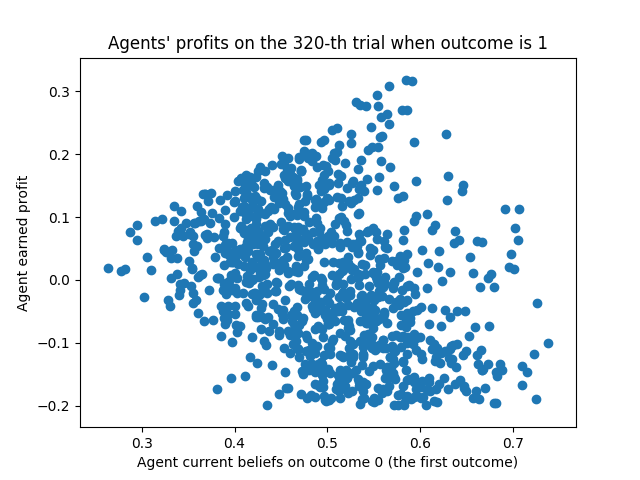 Agents' profits on the 320-th trial when outcome is 1
Agent earned profit
0.3
0.2
0.1
0.0
−0.1
−0.2
0.3 0.4 0.5 0.6 0.7
Agent current beliefs on outcome 0 (the first outcome)